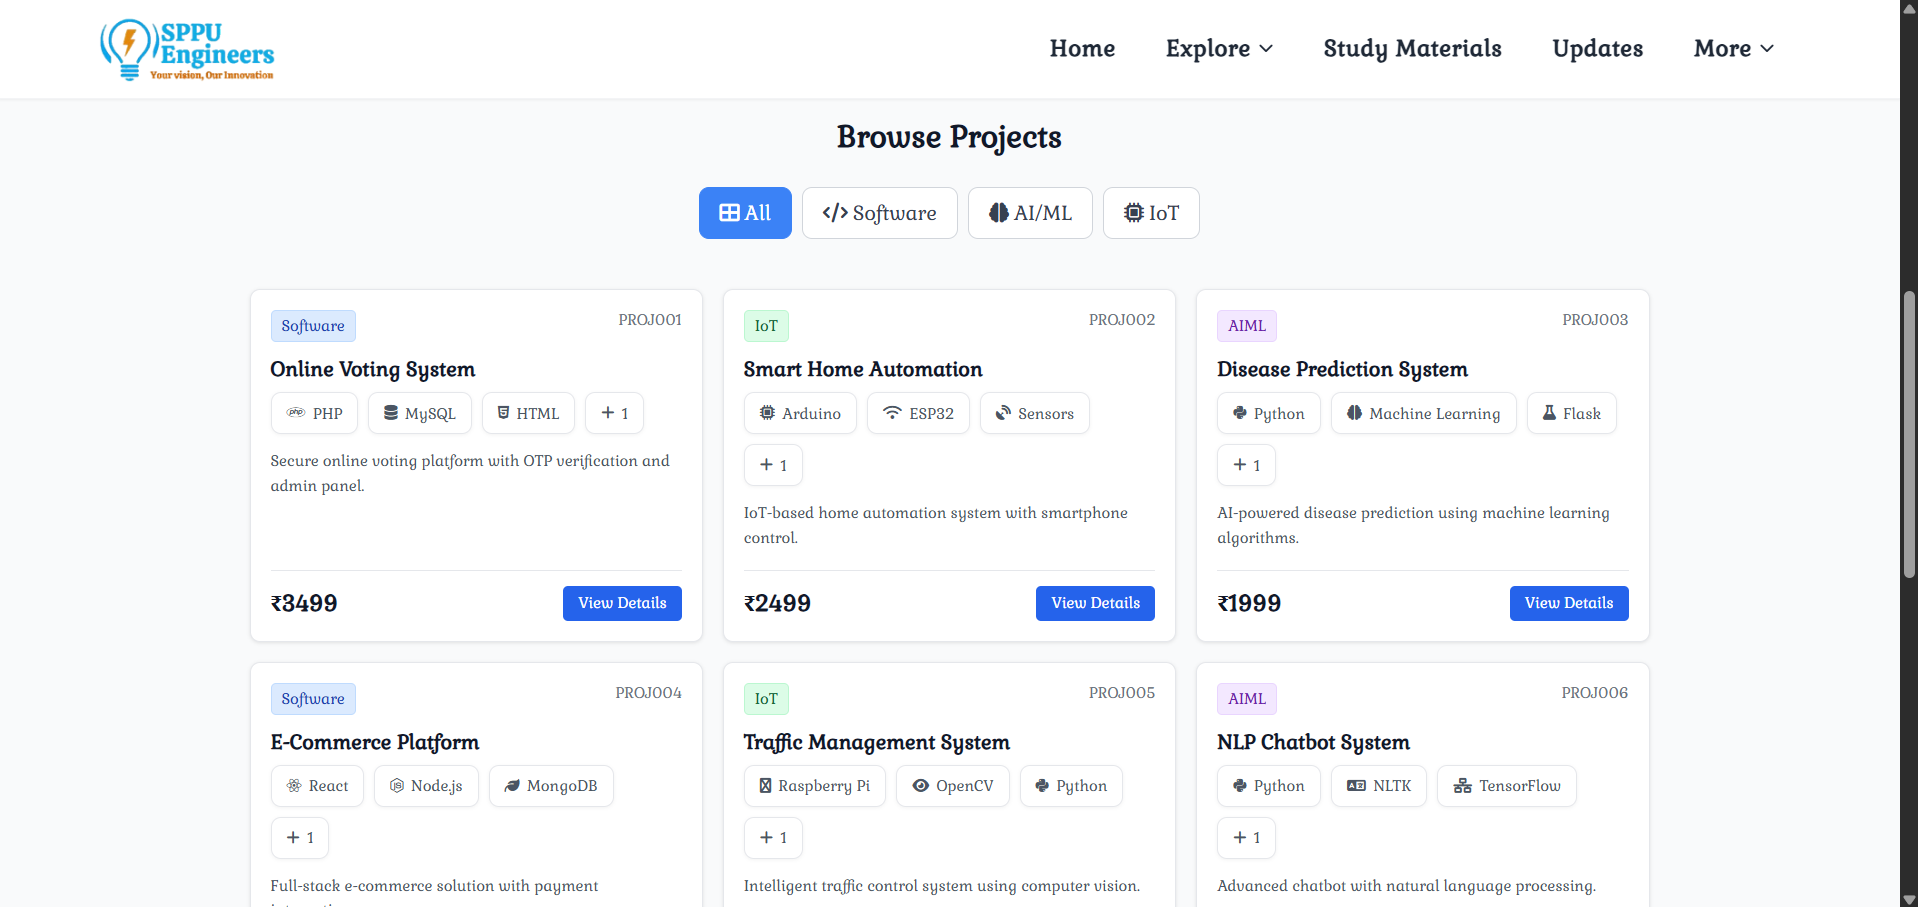 SPPU
Engineers
Your vision, Our Innovation
Home Explore Study Materials Updates More
Browse Projects
All Software AI/ML IoT
Software PROJ001
Online Voting System
PHP MySQL HTML + 1
Secure online voting platform with OTP verification and
admin panel.
₹3499 View Details
IoT PROJ002
Smart Home Automation
Arduino ESP32 Sensors
+ 1
IoT-based home automation system with smartphone
control.
₹2499 View Details
AIML PROJ003
Disease Prediction System
Python Machine Learning Flask
+ 1
AI-powered disease prediction using machine learning
algorithms.
₹1999 View Details
Software PROJ004
E-Commerce Platform
React Node.js MongoDB
+ 1
Full-stack e-commerce solution with payment
IoT PROJ005
Traffic Management System
Raspberry Pi OpenCV Python
+ 1
Intelligent traffic control system using computer vision.
AIML PROJ006
NLP Chatbot System
Python NLTK TensorFlow
+ 1
Advanced chatbot with natural language processing.